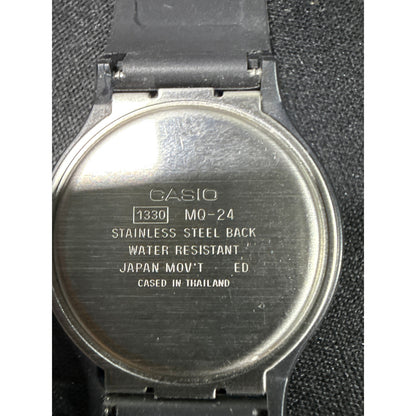 CASIO
1330 MQ-24
STAINLESS STEEL BACK
WATER RESISTANT
JAPAN MOV'T ED
CASED IN THAILAND